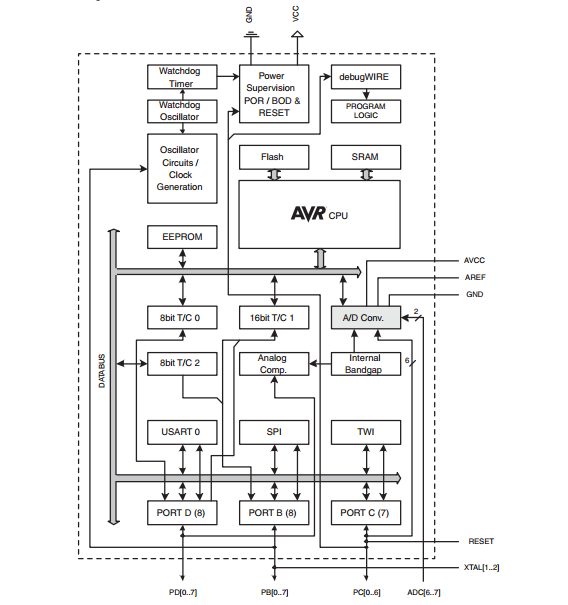 GND
VCC
Watchdog
Timer
Power
Supervision
POR / BOD &
RESET
debugWIRE
Watchdog
Oscillator
PROGRAM
LOGIC
Oscillator
Circuits /
Clock
Generation
Flash
SRAM
AVR CPU
EEPROM
AVCC
AREF
GND
8bit T/C 0
16bit T/C 1
A/D Conv.
2
DATABUS
8bit T/C 2
Analog
Comp.
Internal
Bandgap
6
USART 0
SPI
TWI
PORT D (8)
PORT B (8)
PORT C (7)
RESET
XTAL[1..2]
PD[0..7]
PB[0..7]
PC[0..6]
ADC[6..7]